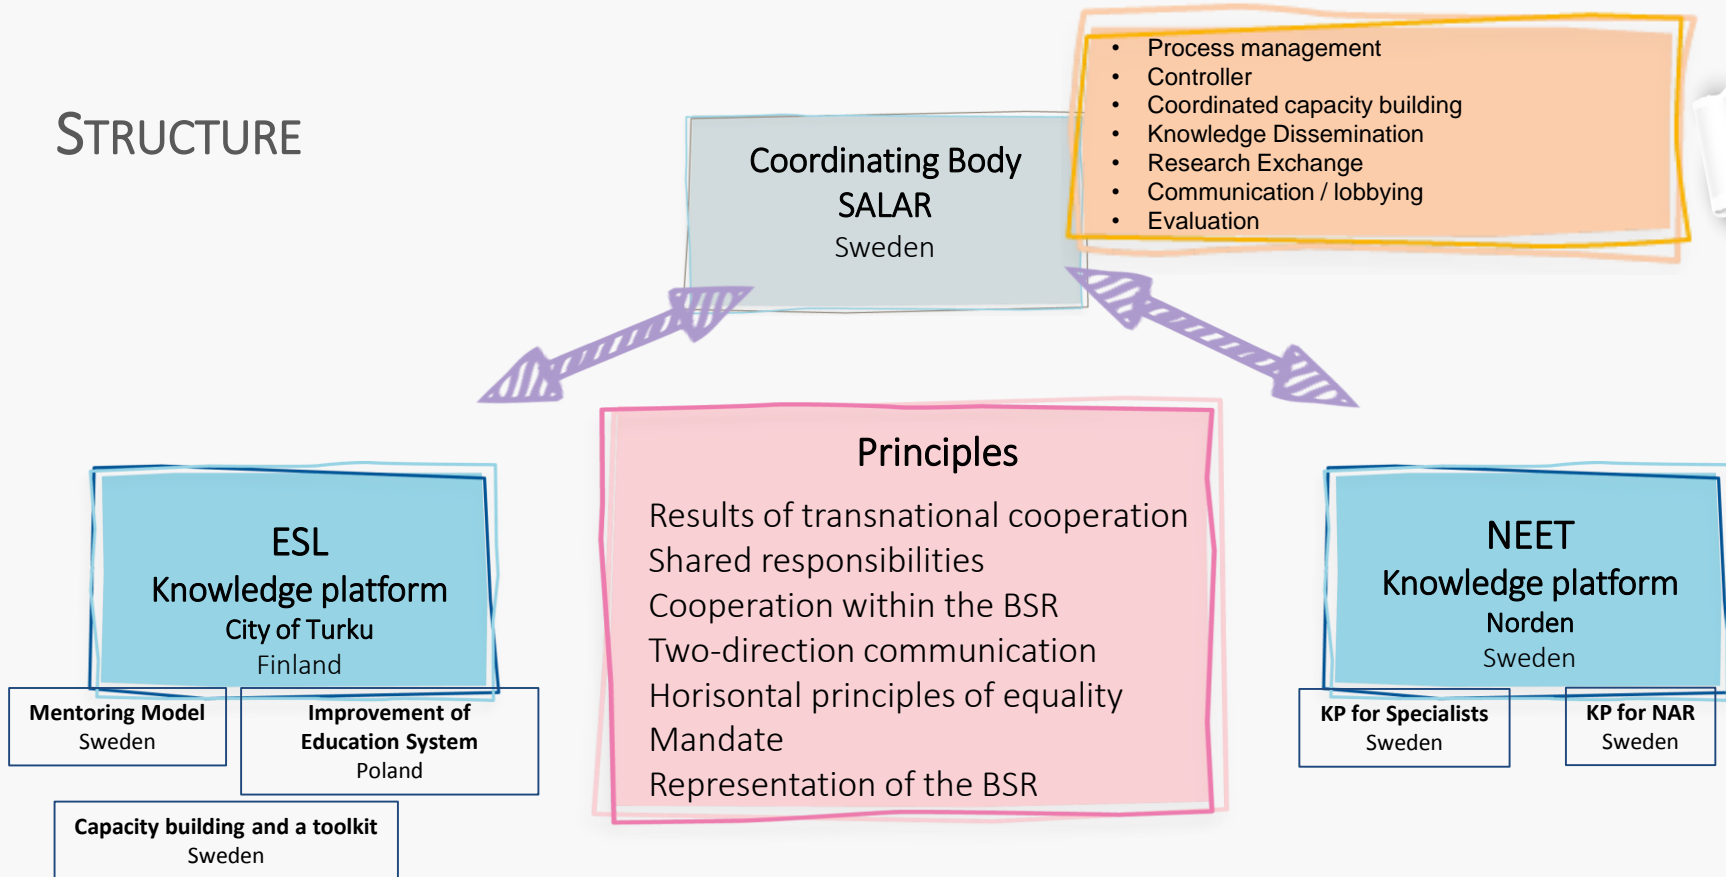 STRUCTURE
Coordinating Body
SALAR
Sweden
• Process management
• Controller
• Coordinated capacity building
• Knowledge Dissemination
• Research Exchange
• Communication / lobbying
• Evaluation
ESL
Knowledge platform
City of Turku
Finland
Mentoring Model
Sweden
Improvement of
Education System
Poland
Capacity building and a toolkit
Sweden
Principles
Results of transnational cooperation
Shared responsibilities
Cooperation within the BSR
Two-direction communication
Horisontal principles of equality
Mandate
Representation of the BSR
NEET
Knowledge platform
Norden
Sweden
KP for Specialists
Sweden
KP for NAR
Sweden